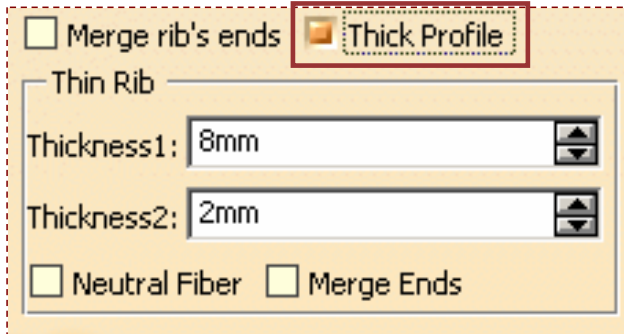 Merge rib's ends Thick Profile
Thin Rib
Thickness1: 8mm
Thickness2: 2mm
Neutral Fiber Merge Ends